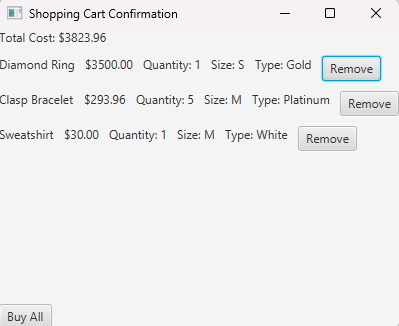 Shopping Cart Confirmation
Total Cost: $3823.96
Diamond Ring $3500.00 Quantity: 1 Size: S Type: Gold Remove
Clasp Bracelet $293.96 Quantity: 5 Size: M Type: Platinum Remove
Sweatshirt $30.00 Quantity: 1 Size: M Type: White Remove
Buy All